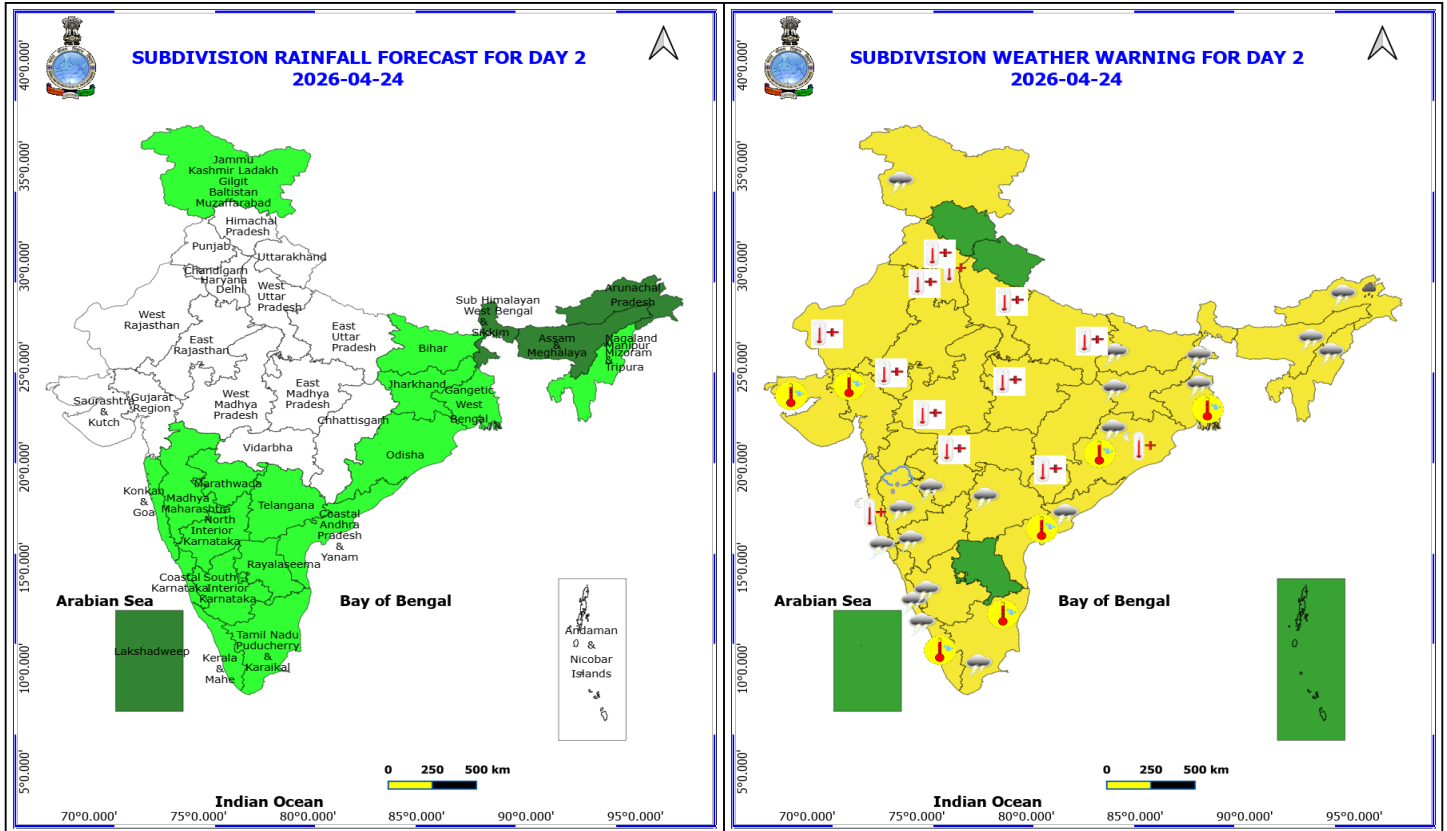 SUBDIVISION RAINFALL FORECAST FOR DAY 2
2026-04-24
40°0.000'
35°0.000'
30°0.000'
25°0.000'
20°0.000'
15°0.000'
10°0.000'
5°0.000'
Jammu
Kashmir Ladakh
Gilgit
Baltistan
Muzaffarabad
Himachal
Pradesh
Punjab
Uttarakhand
Chandigarh
Haryana
Delhi
West
Uttar
Pradesh
West
Rajasthan
East
Rajasthan
East
Uttar
Pradesh
Sub Himalayan
West Bengal
&
Sikkim
Arunachal
Pradesh
Assam
&
Meghalaya
Nagaland
Manipur
Mizoram
&
Tripura
Bihar
Jharkhand
Gangetic
West
Bengal
Saurashtra
&
Kutch
Gujarat
Region
West
Madhya
Pradesh
East
Madhya
Pradesh
Chhattisgarh
Vidarbha
Odisha
Konkan
&
Goa
Marathwada
Madhya
Maharashtra
North
Interior
Karnataka
Telangana
Coastal
Andhra
Pradesh
&
Yanam
Rayalaseema
Coastal
Karnataka
South
Interior
Karnataka
Arabian Sea
Bay of Bengal
Lakshadweep
Kerala
&
Mahe
Tamil Nadu
Puducherry
&
Karaikal
Andaman
&
Nicobar
Islands
0 250 500 km
Indian Ocean
70°0.000' 75°0.000' 80°0.000' 85°0.000' 90°0.000' 95°0.000'
SUBDIVISION WEATHER WARNING FOR DAY 2
2026-04-24
40°0.000'
35°0.000'
30°0.000'
25°0.000'
20°0.000'
15°0.000'
10°0.000'
5°0.000'
Arabian Sea
Bay of Bengal
0 250 500 km
Indian Ocean
70°0.000' 75°0.000' 80°0.000' 85°0.000' 90°0.000' 95°0.000'